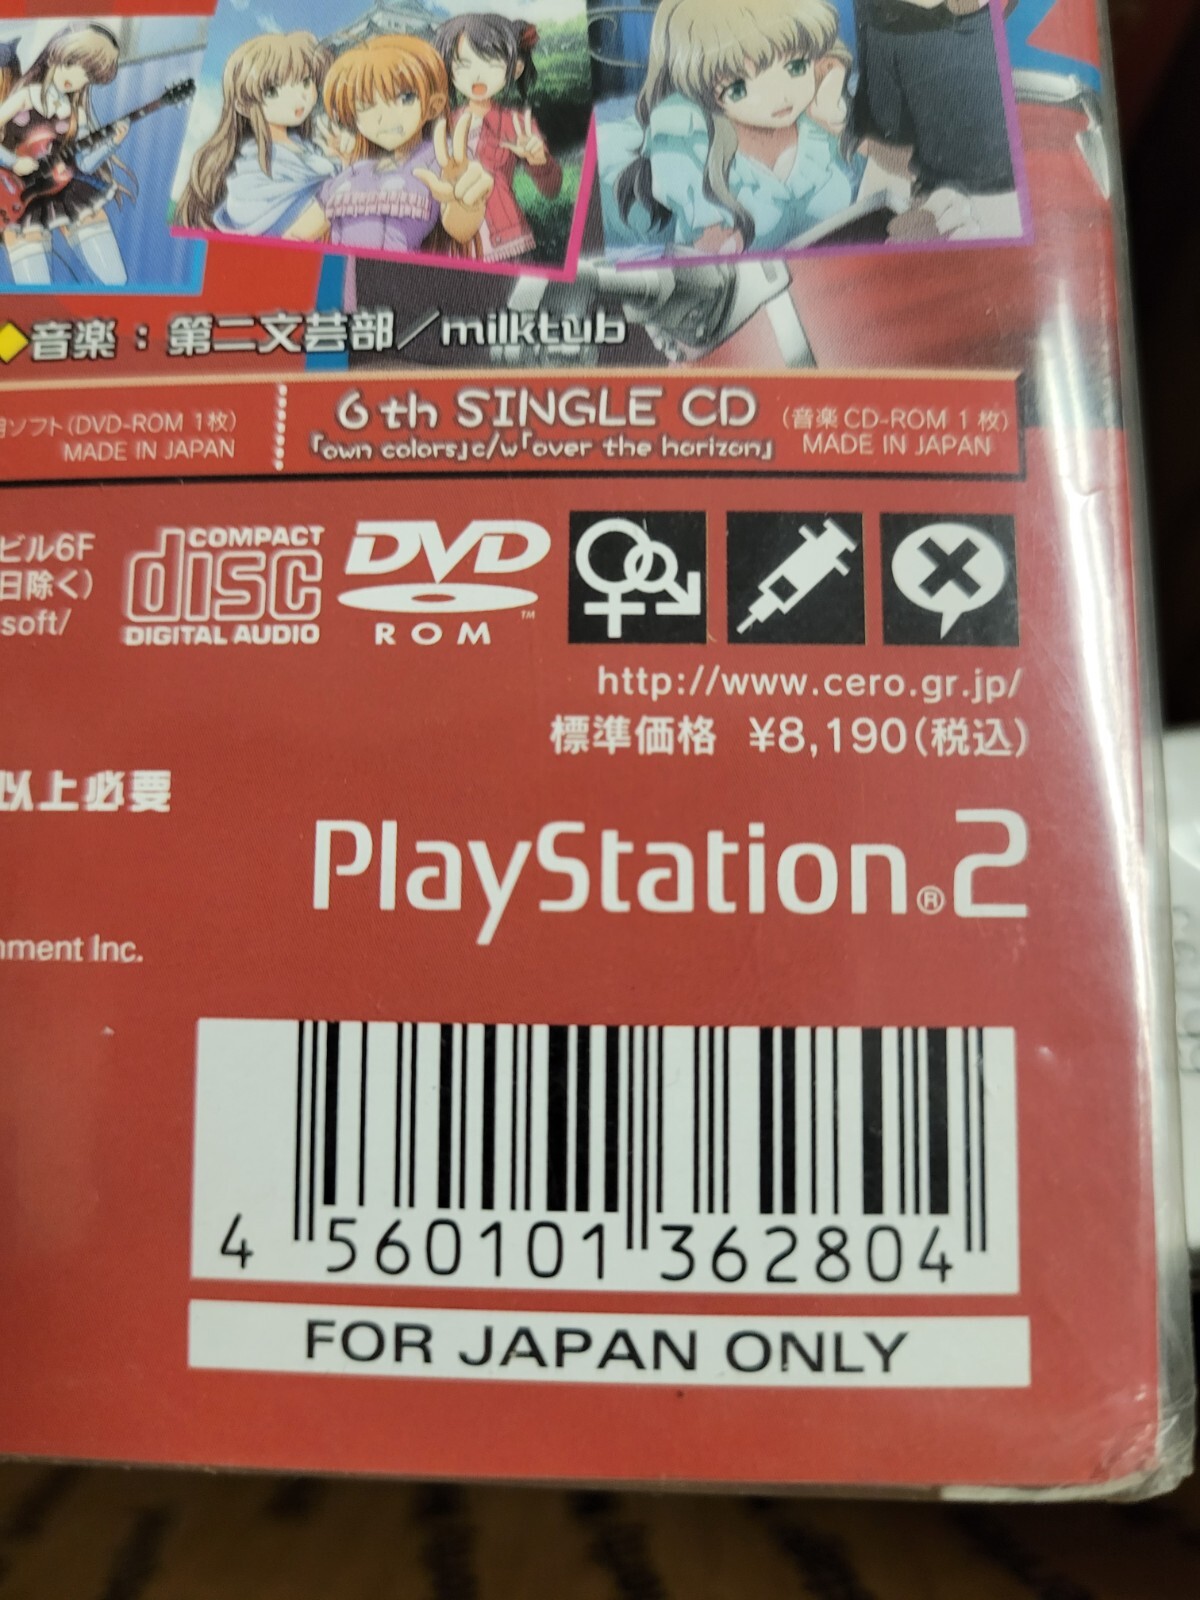 ◆音楽：第二文芸部／milktub
ソフト(DVD-ROM 1枚)
MADE IN JAPAN
6th SINGLE CD
「own colors」c/w「over the horizon」
(音楽 CD-ROM 1 枚)
MADE IN JAPAN
ビル6F
日除く)
soft/
COMPACT
disc
DIGITAL AUDIO
DVD
ROM
™
http://www.cero.gr.jp/
標準価格 ¥8,190(税込)
以上必要
PlayStation®2
nment Inc.
4 560101 362804
FOR JAPAN ONLY